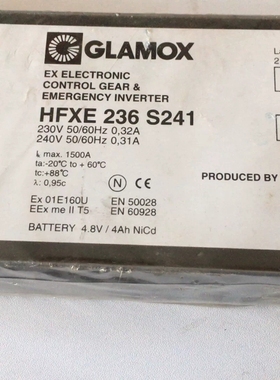 GLAMOX
EX ELECTRONIC
CONTROL GEAR &
EMERGENCY INVERTER
HFXE 236 S241
230V 50/60Hz 0,32A
240V 50/60Hz 0,31A
max. 1500A
ta:-20°C to + 60°C
tc:+88°C
λ: 0,95c
CE
PRODUCED BY
Ex 01E160U EN 50028
EEx me II T5 EN 60928
BATTERY 4.8V / 4Ah NiCd
La
2